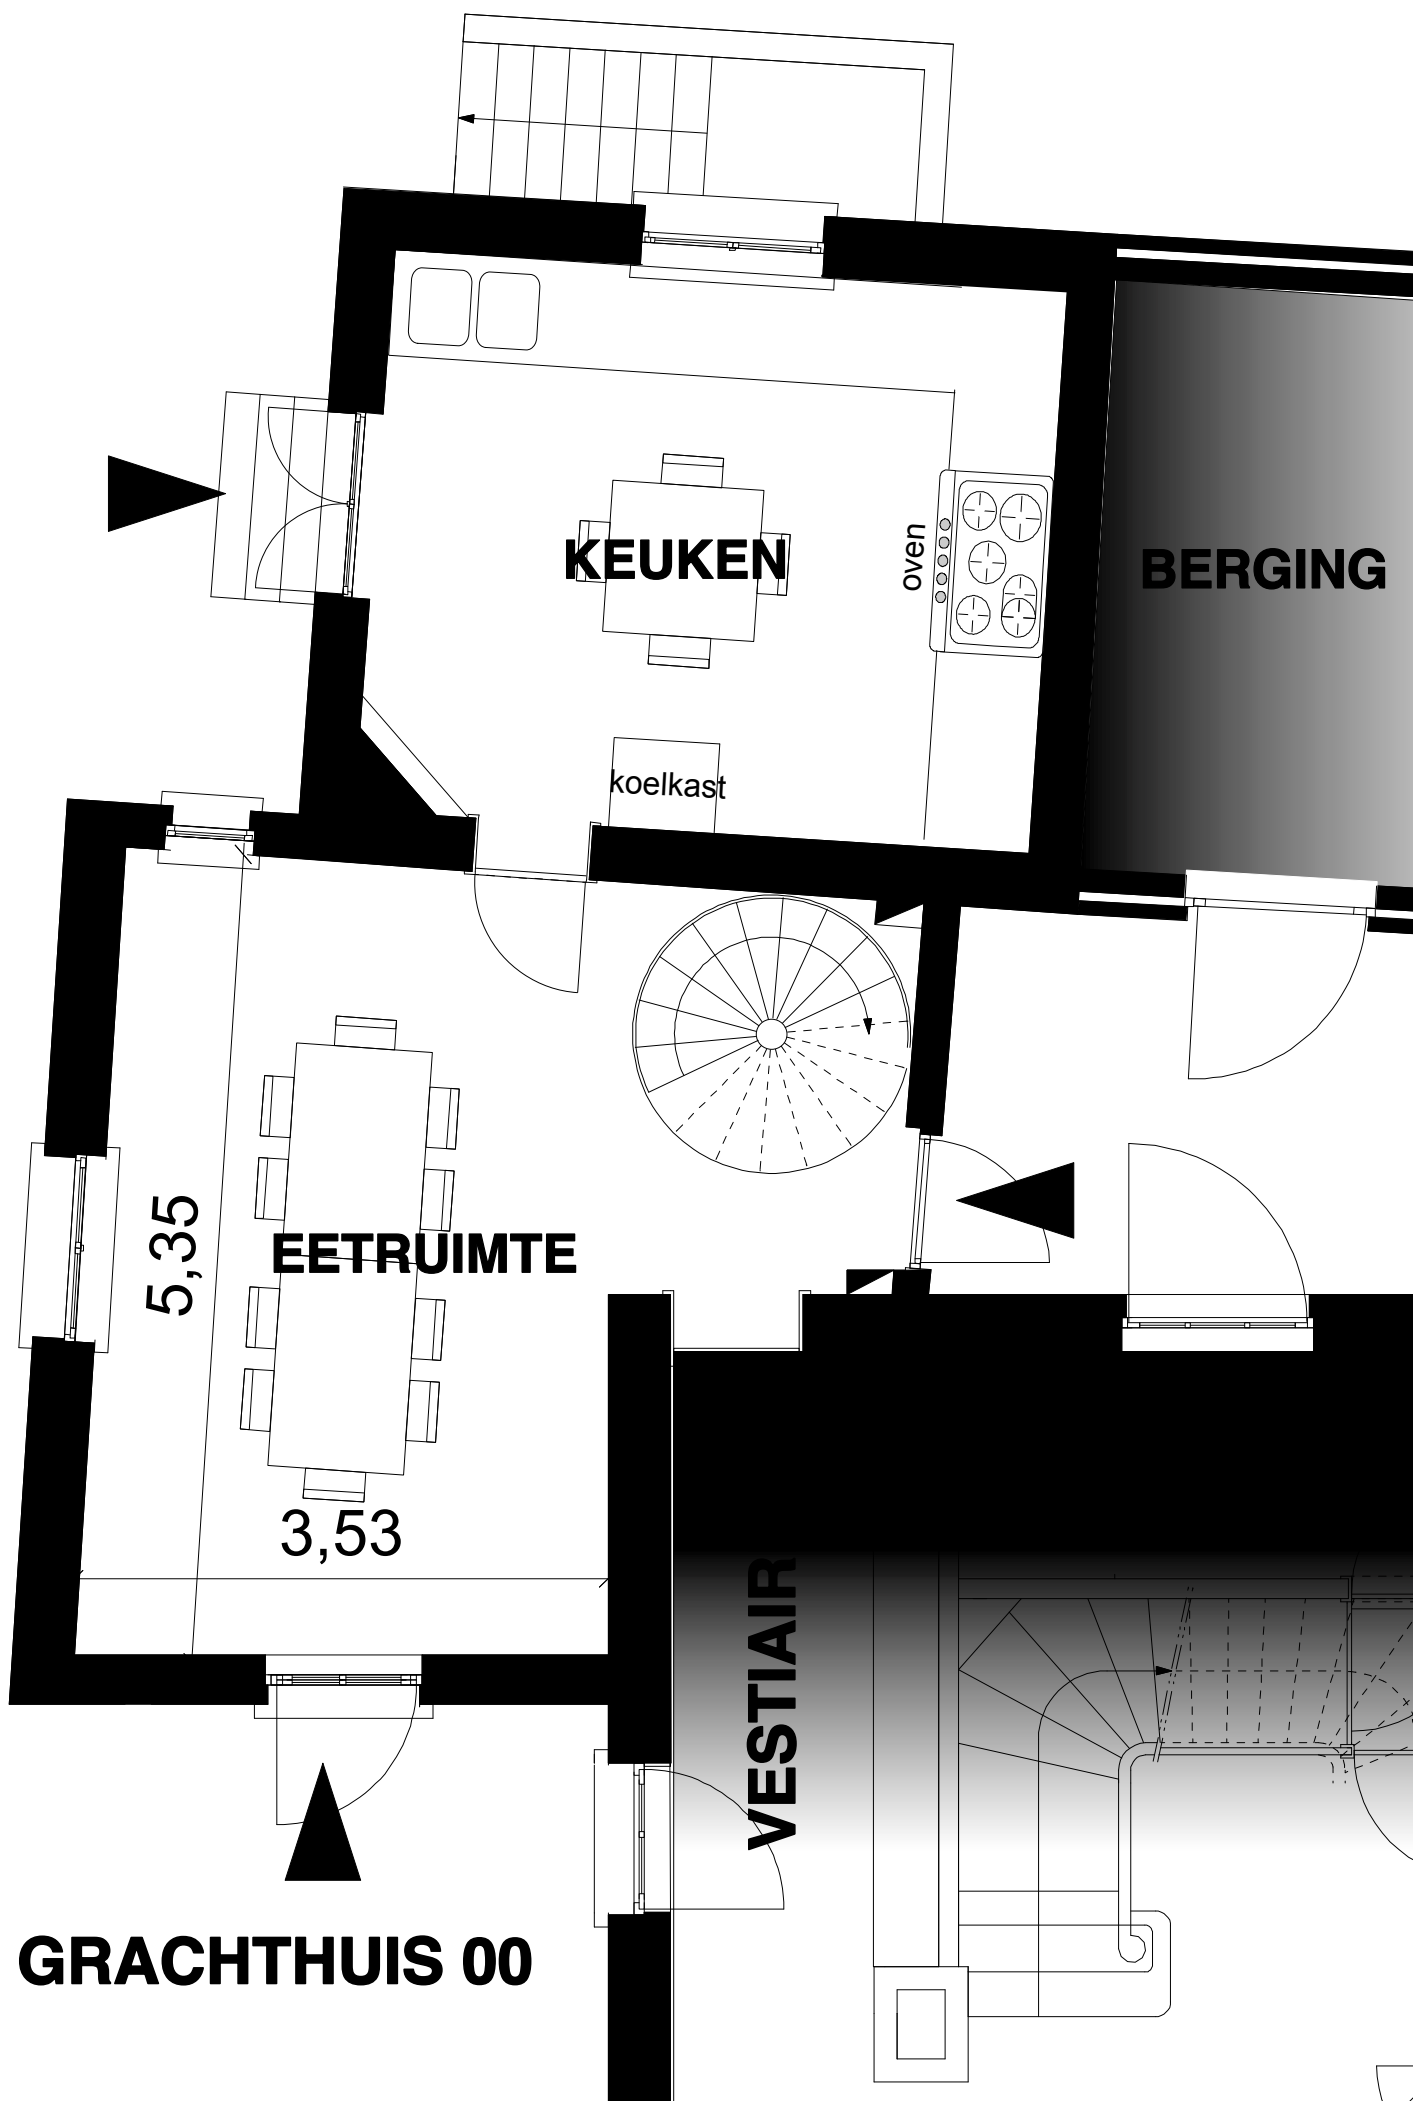 KEUKEN
oven
BERGING
koelkast
5,35
EETRUIMTE
3,53
VESTIAIR
GRACHTHUIS 00